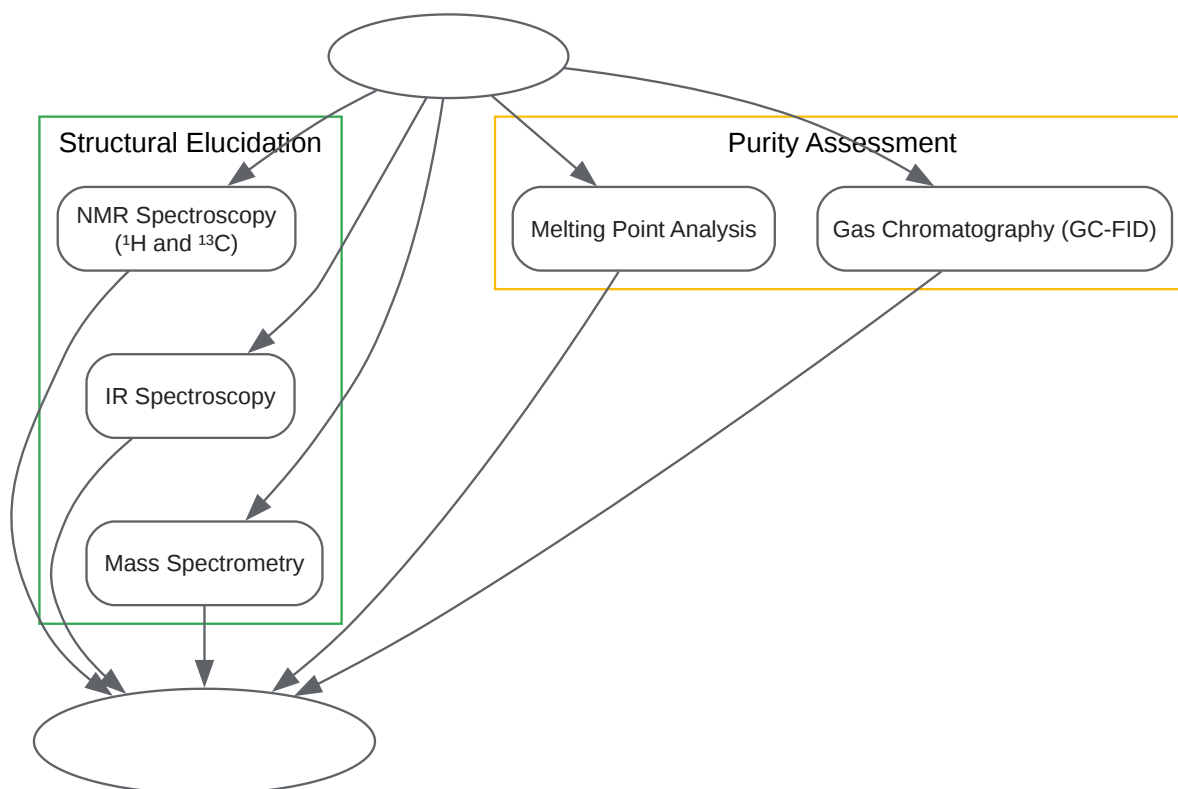 Structural Elucidation
NMR Spectroscopy
(¹H and ¹³C)
IR Spectroscopy
Mass Spectrometry
Purity Assessment
Melting Point Analysis
Gas Chromatography (GC-FID)